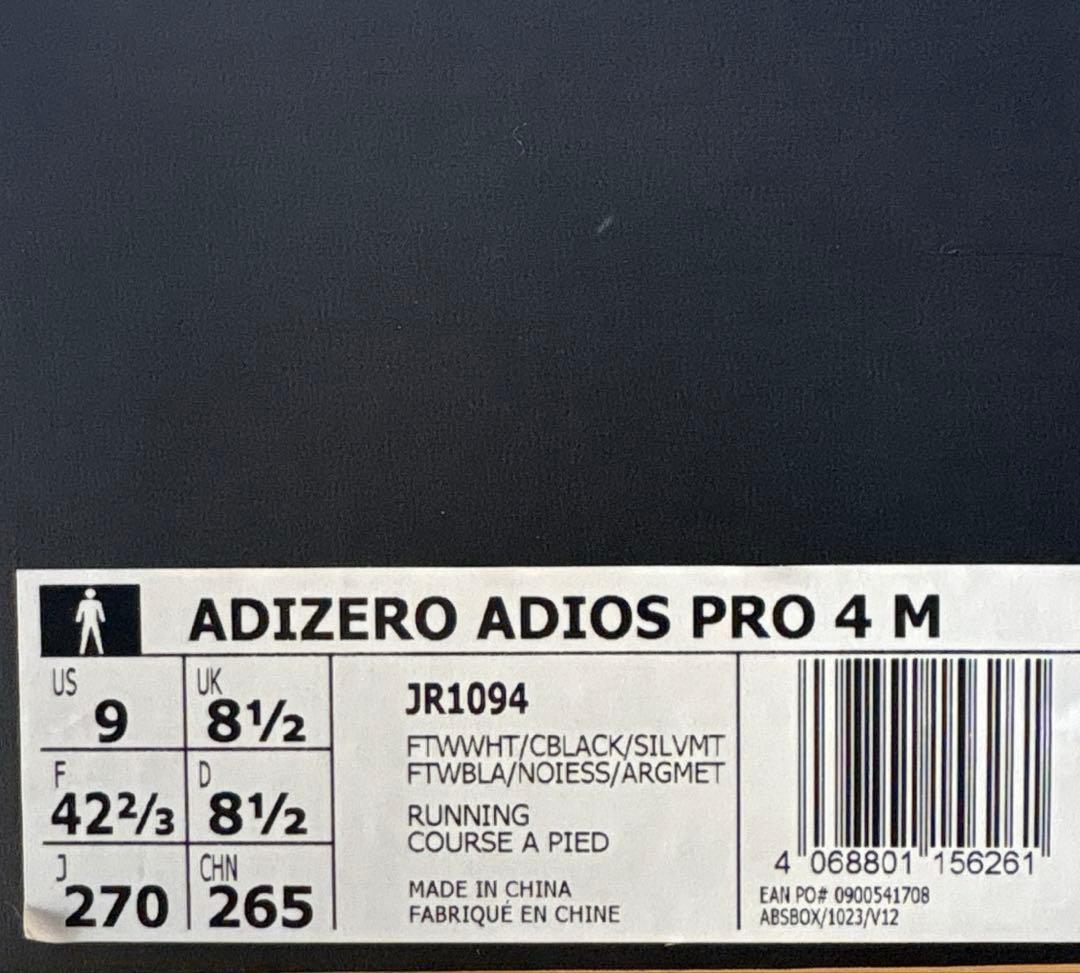 ADIZERO ADIOS PRO 4 M
US
9
UK
8½
F
42⅔
D
8½
J
270
CHN
265
JR1094
FTWWHT/CBLACK/SILVMT
FTWBLA/NOIESS/ARGMET
RUNNING
COURSE A PIED
MADE IN CHINA
FABRIQUÉ EN CHINE
4 068801 156261
EAN PO# 0900541708
ABSBOX/1023/V12